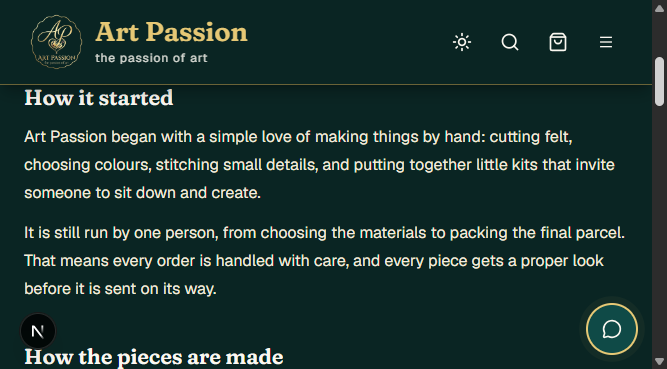 AP
ART PASSION
Art Passion
the passion of art
How it started
Art Passion began with a simple love of making things by hand: cutting felt,
choosing colours, stitching small details, and putting together little kits that invite
someone to sit down and create.
It is still run by one person, from choosing the materials to packing the final parcel.
That means every order is handled with care, and every piece gets a proper look
before it is sent on its way.
N
How the pieces are made